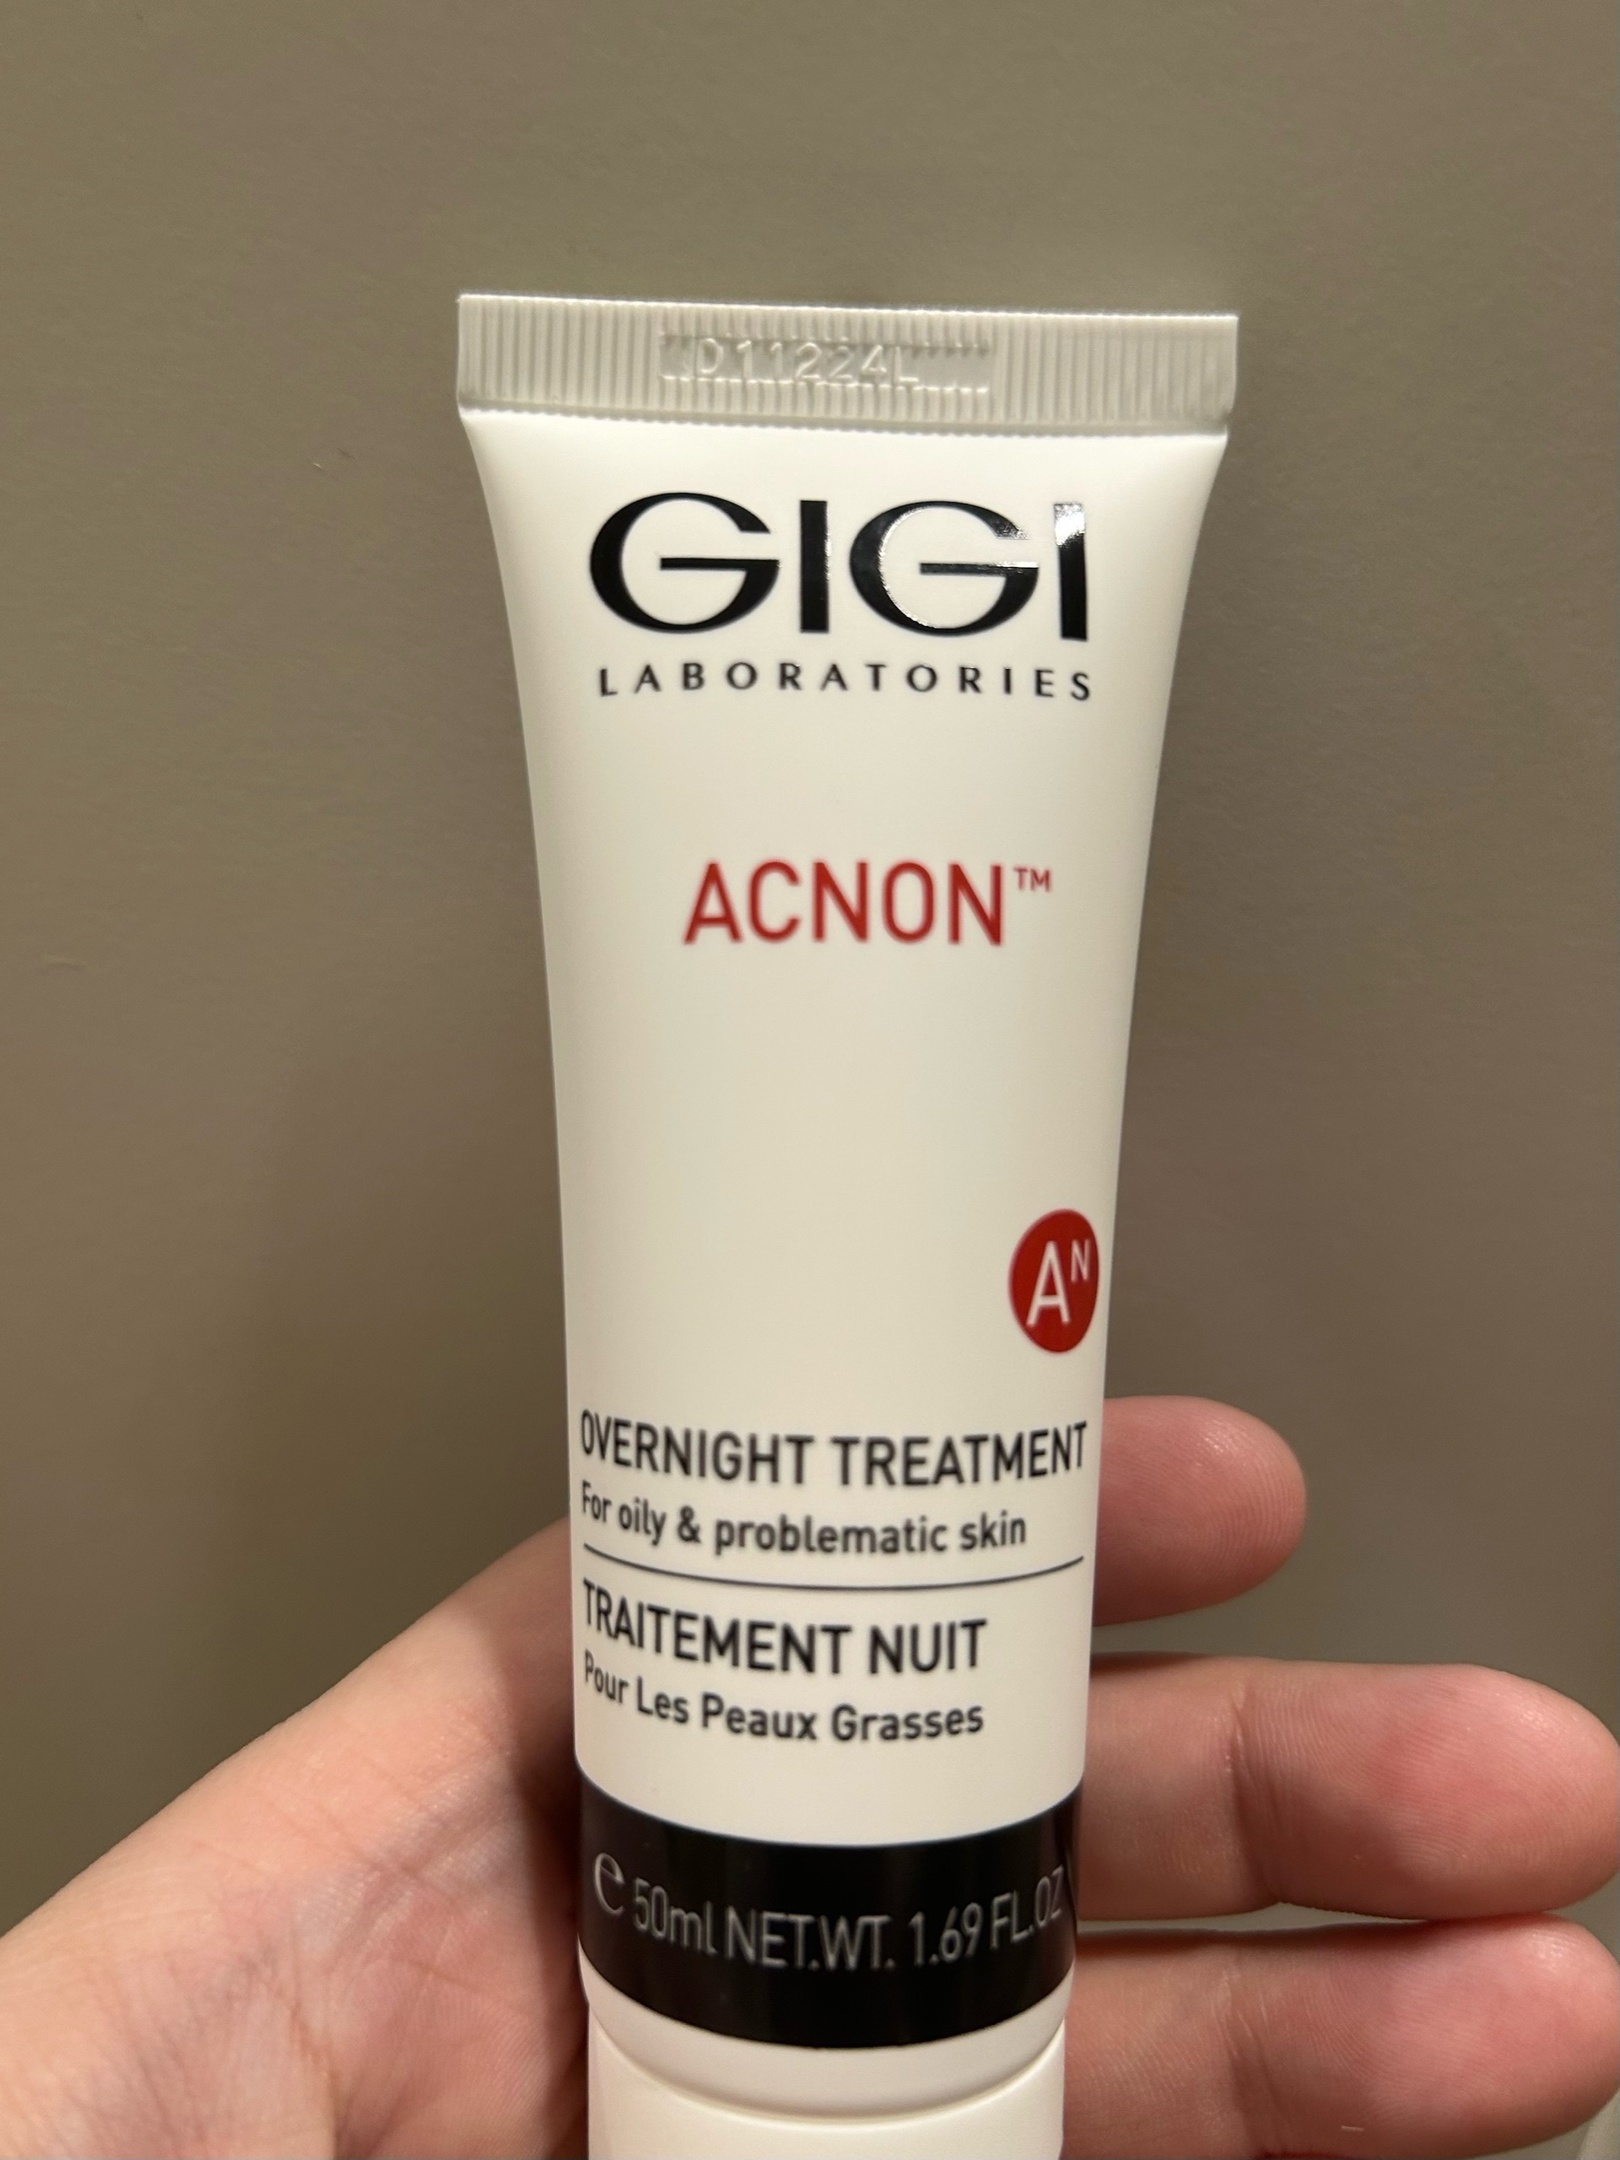 D11224L
GIGI
LABORATORIES
ACNON™
AN
OVERNIGHT TREATMENT
For oily & problematic skin
TRAITEMENT NUIT
Pour Les Peaux Grasses
e 50ml NET.WT. 1.69 FL.OZ